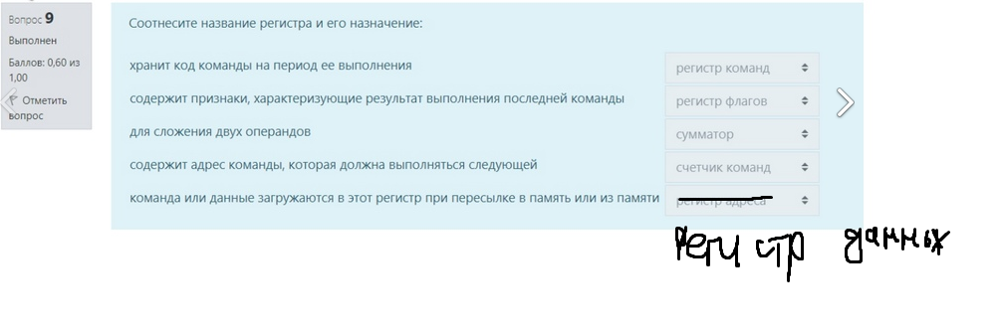 Вопрос 9
Выполнен
Баллов: 0,60 из
1,00
Отметить
вопрос
Соотнесите название регистра и его назначение:
хранит код команды на период ее выполнения
регистр команд
содержит признаки, характеризующие результат выполнения последней команды
регистр флагов
для сложения двух операндов
сумматор
содержит адрес команды, которая должна выполняться следующей
счетчик команд
команда или данные загружаются в этот регистр при пересылке в память или из памяти
регистр адреса
Регистр данных